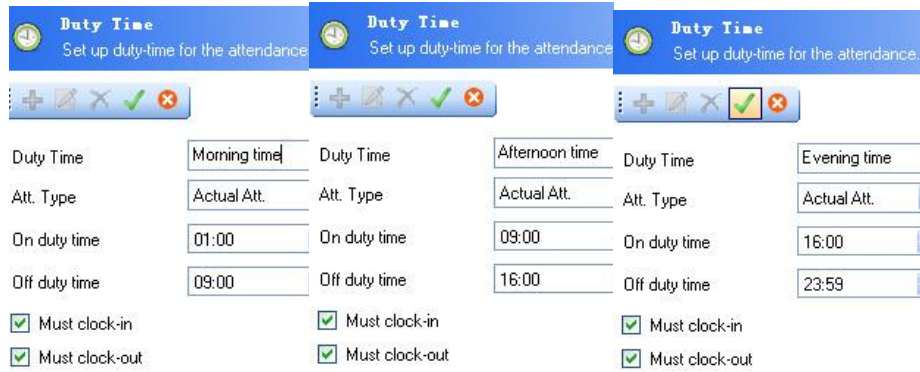 Duty Time
Set up duty-time for the attendance
Duty Time
Morning time
Att. Type
Actual Att.
On duty time
01:00
Off duty time
09:00
Must clock-in
Must clock-out
Duty Time
Set up duty-time for the attendance
Duty Time
Afternoon time
Att. Type
Actual Att.
On duty time
09:00
Off duty time
16:00
Must clock-in
Must clock-out
Duty Time
Set up duty-time for the attendance.
Duty Time
Evening time
Att. Type
Actual Att.
On duty time
16:00
Off duty time
23:59
Must clock-in
Must clock-out